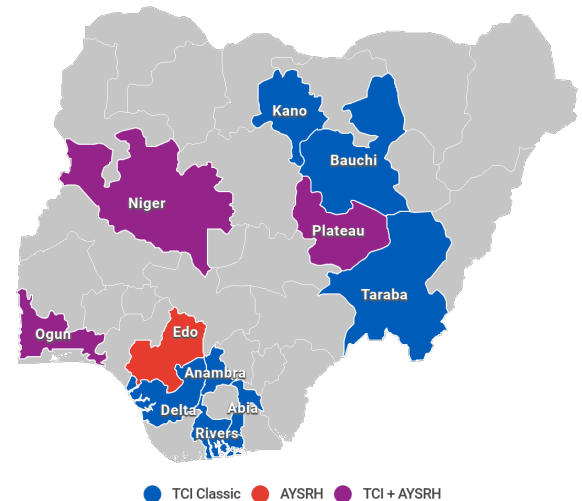 Kano
Bauchi
Niger
Plateau
Taraba
Ogun
Edo
Anambra
Delta
Abia
Rivers
TCI Classic AYSRH TCI + AYSRH